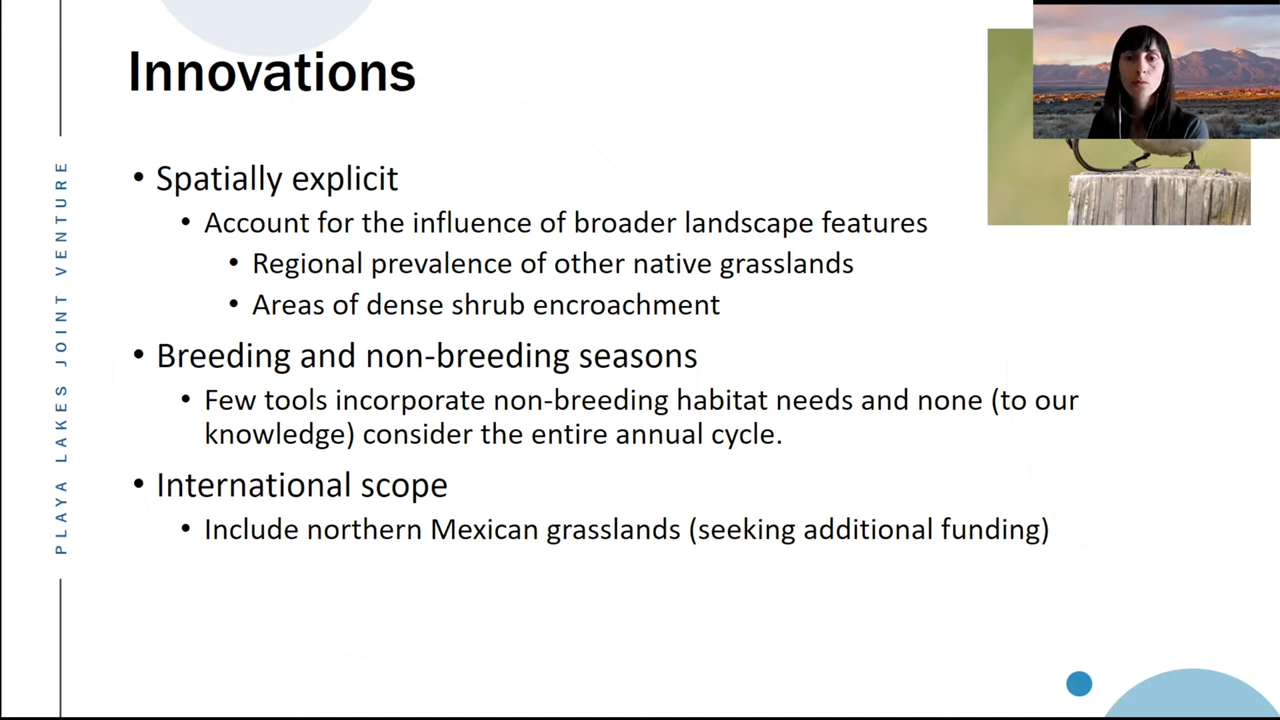 Innovations
• Spatially explicit
• Account for the influence of broader landscape features
• Regional prevalence of other native grasslands
• Areas of dense shrub encroachment
• Breeding and non-breeding seasons
• Few tools incorporate non-breeding habitat needs and none (to our
knowledge) consider the entire annual cycle.
• International scope
• Include northern Mexican grasslands (seeking additional funding)
PLAYA LAKES JOINT VENTURE